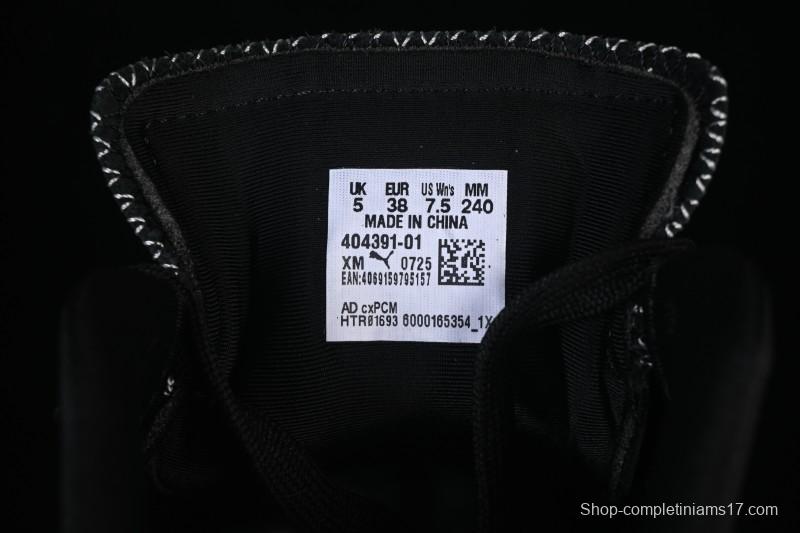 UK EUR US Wn's MM
5 38 7.5 240
MADE IN CHINA
404391-01
XM 0725
EAN:4069159795157
AD cxPCM
HTR01693 6000165354_1X
Shop-completiniams17.com